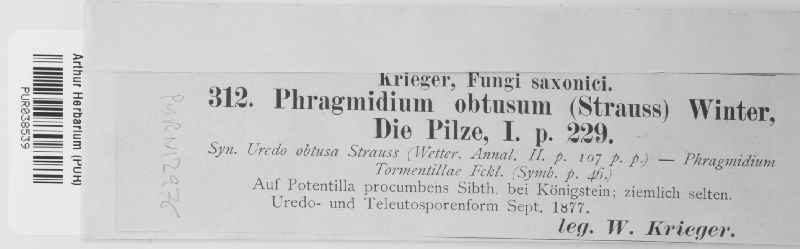 Krieger, Fungi saxonici.
312. Phragmidium obtusum (Strauss) Winter,
Die Pilze, I. p. 229.
Syn. Uredo obtusa Strauss (Wetter. Annal. II. p. 107 p. p.) — Phragmidium
Tormentillae Fckl. (Symb. p. 46.)
Auf Potentilla procumbens Sibth. bei Königstein; ziemlich selten.
Uredo- und Teleutosporenform Sept. 1877.
leg. W. Krieger.
Arthur Herbarium (PUR)
PUR038539